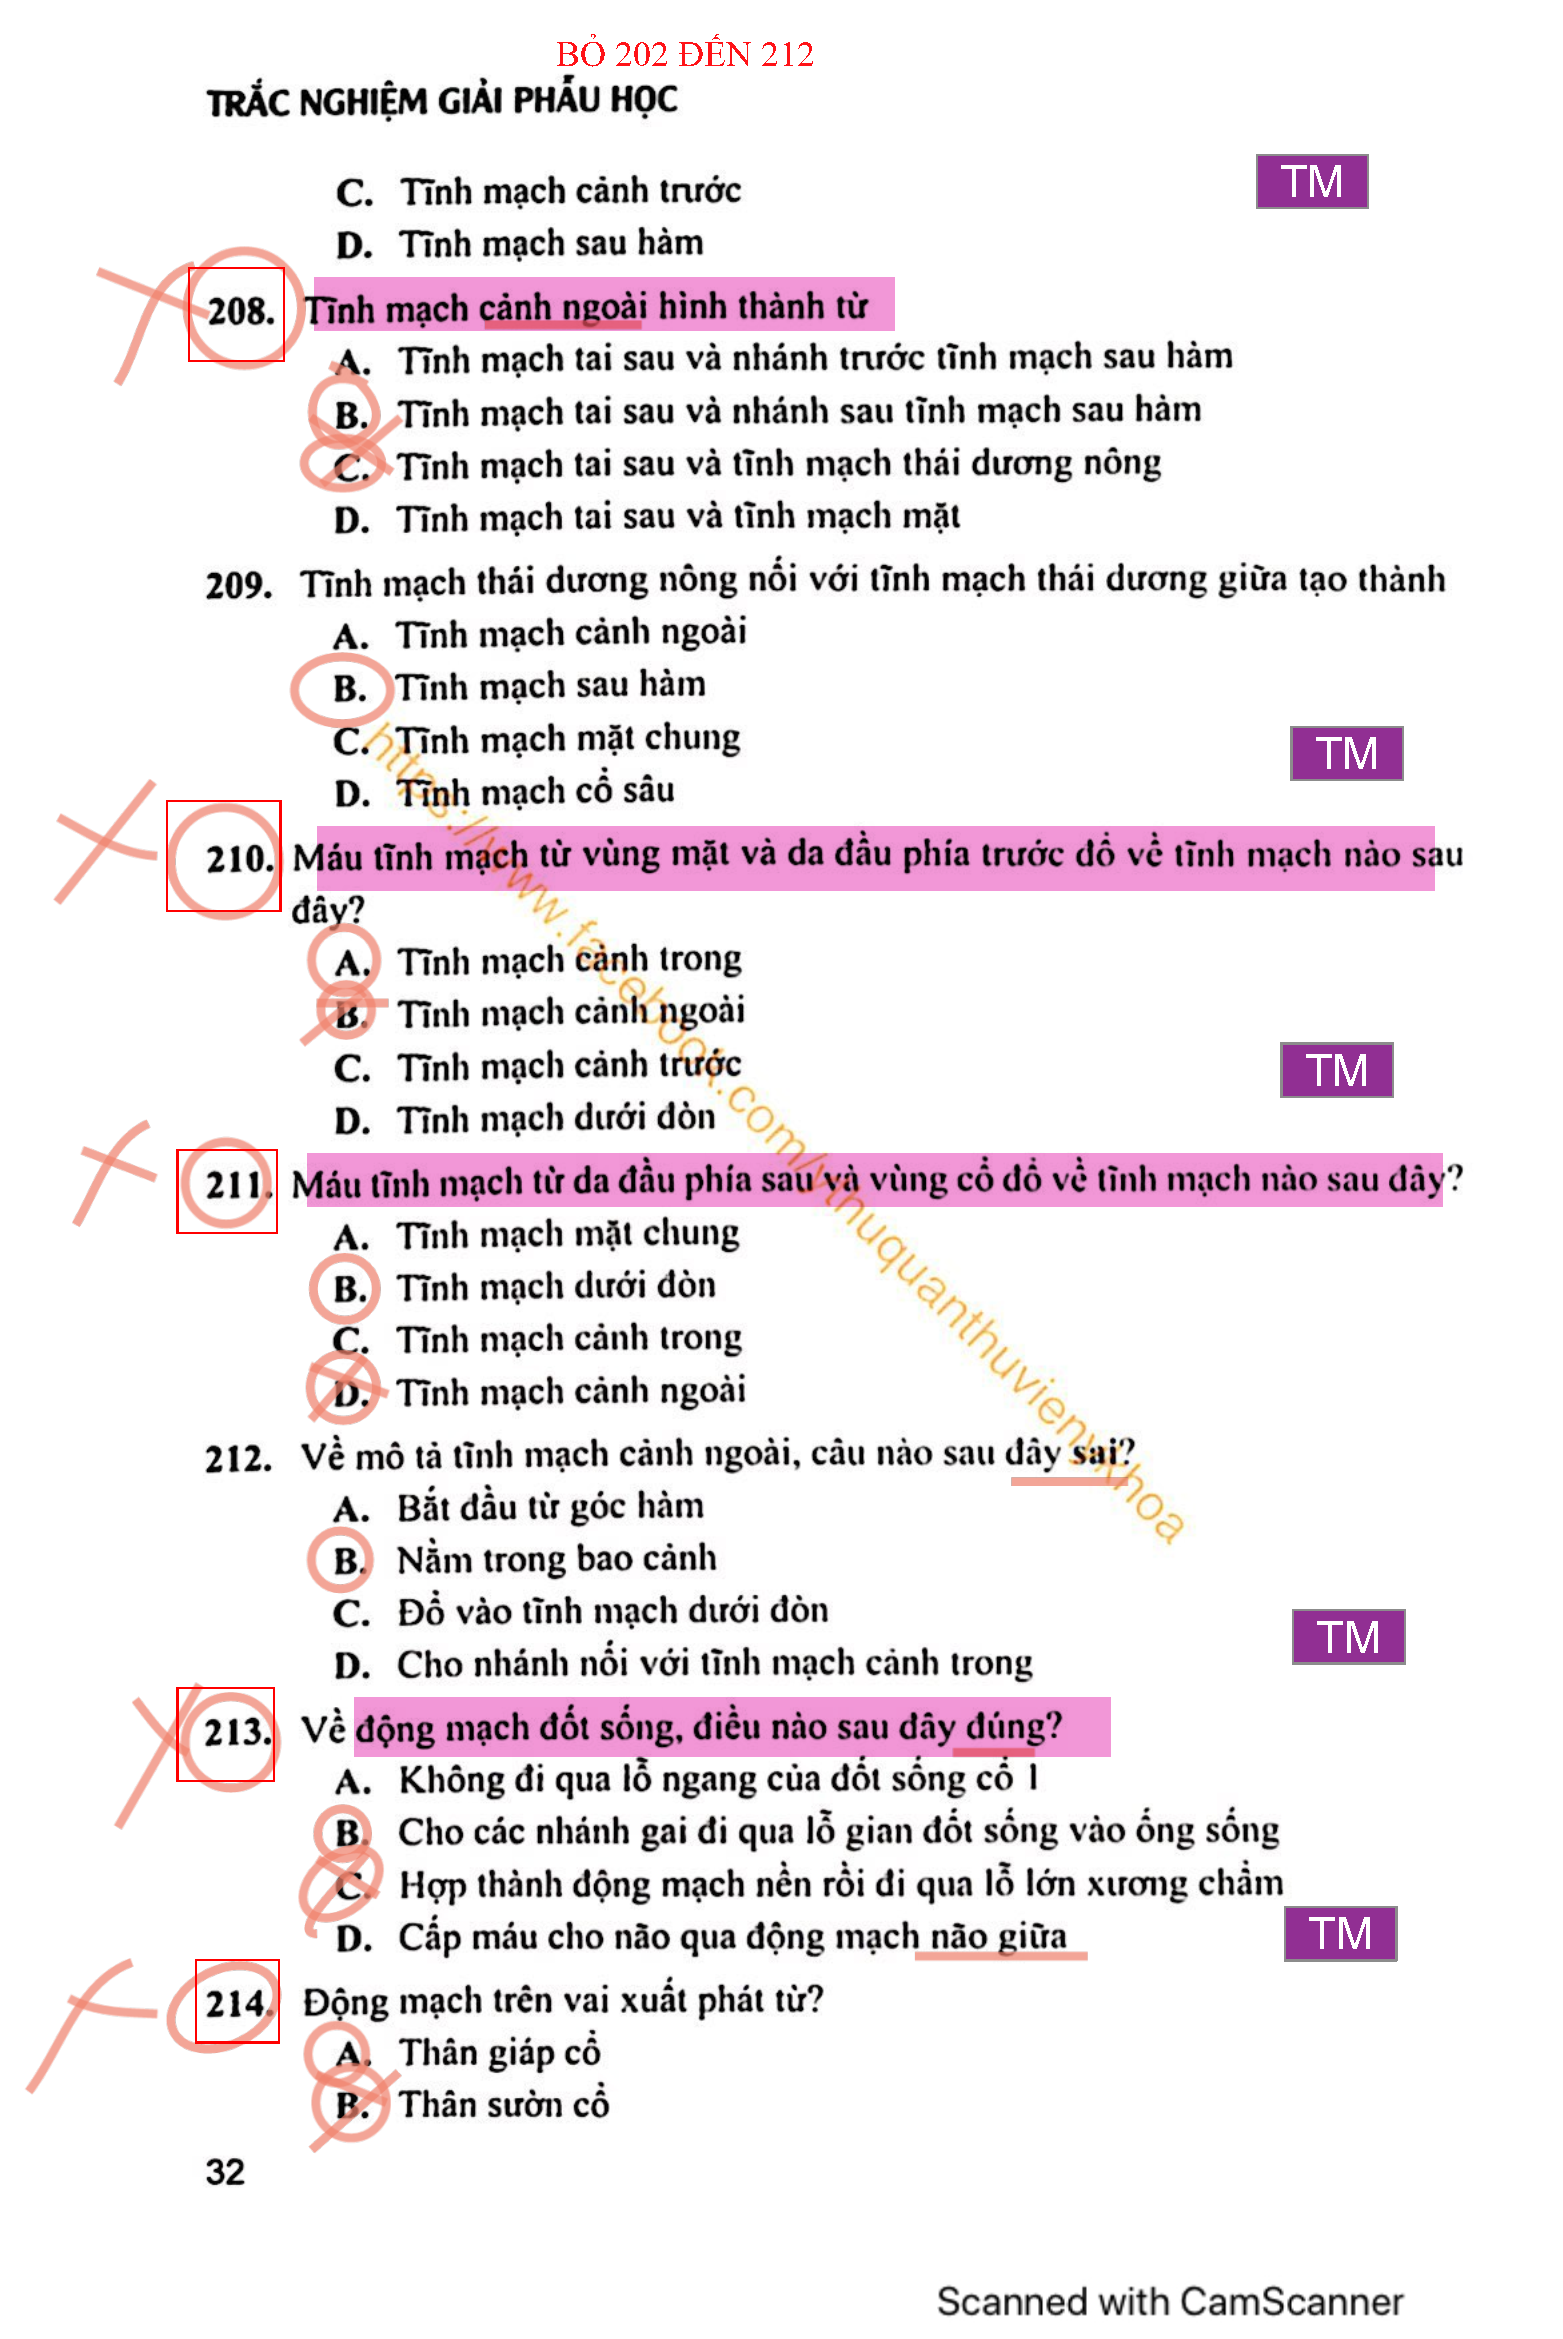 BỎ 202 ĐẾN 212
TRẮC NGHIỆM GIẢI PHẪU HỌC
C. Tĩnh mạch cảnh trước
TM
D. Tĩnh mạch sau hàm
208. Tĩnh mạch cảnh ngoài hình thành từ
A. Tĩnh mạch tai sau và nhánh trước tĩnh mạch sau hàm
B. Tĩnh mạch tai sau và nhánh sau tĩnh mạch sau hàm
C. Tĩnh mạch tai sau và tĩnh mạch thái dương nông
D. Tĩnh mạch tai sau và tĩnh mạch mặt
209. Tĩnh mạch thái dương nông nối với tĩnh mạch thái dương giữa tạo thành
A. Tĩnh mạch cảnh ngoài
B. Tĩnh mạch sau hàm
C. Tĩnh mạch mặt chung
TM
D. Tĩnh mạch cổ sâu
210. Máu tĩnh mạch từ vùng mặt và da đầu phía trước đổ về tĩnh mạch nào sau
đây?
A. Tĩnh mạch cảnh trong
B. Tĩnh mạch cảnh ngoài
C. Tĩnh mạch cảnh trước
TM
D. Tĩnh mạch dưới đòn
211. Máu tĩnh mạch từ da đầu phía sau và vùng cổ đổ về tĩnh mạch nào sau đây?
A. Tĩnh mạch mặt chung
B. Tĩnh mạch dưới đòn
C. Tĩnh mạch cảnh trong
D. Tĩnh mạch cảnh ngoài
212. Về mô tả tĩnh mạch cảnh ngoài, câu nào sau đây sai?
A. Bắt đầu từ góc hàm
B. Nằm trong bao cảnh
C. Đổ vào tĩnh mạch dưới đòn
TM
D. Cho nhánh nối với tĩnh mạch cảnh trong
213. Về động mạch đốt sống, điều nào sau đây đúng?
A. Không đi qua lỗ ngang của đốt sống cổ 1
B. Cho các nhánh gai đi qua lỗ gian đốt sống vào ống sống
C. Hợp thành động mạch nền rồi đi qua lỗ lớn xương chẩm
D. Cấp máu cho não qua động mạch não giữa
TM
214. Động mạch trên vai xuất phát từ?
A. Thân giáp cổ
B. Thân sườn cổ
32
https://www.facebook.com/ythuquanthuvienykhoa
Scanned with CamScanner